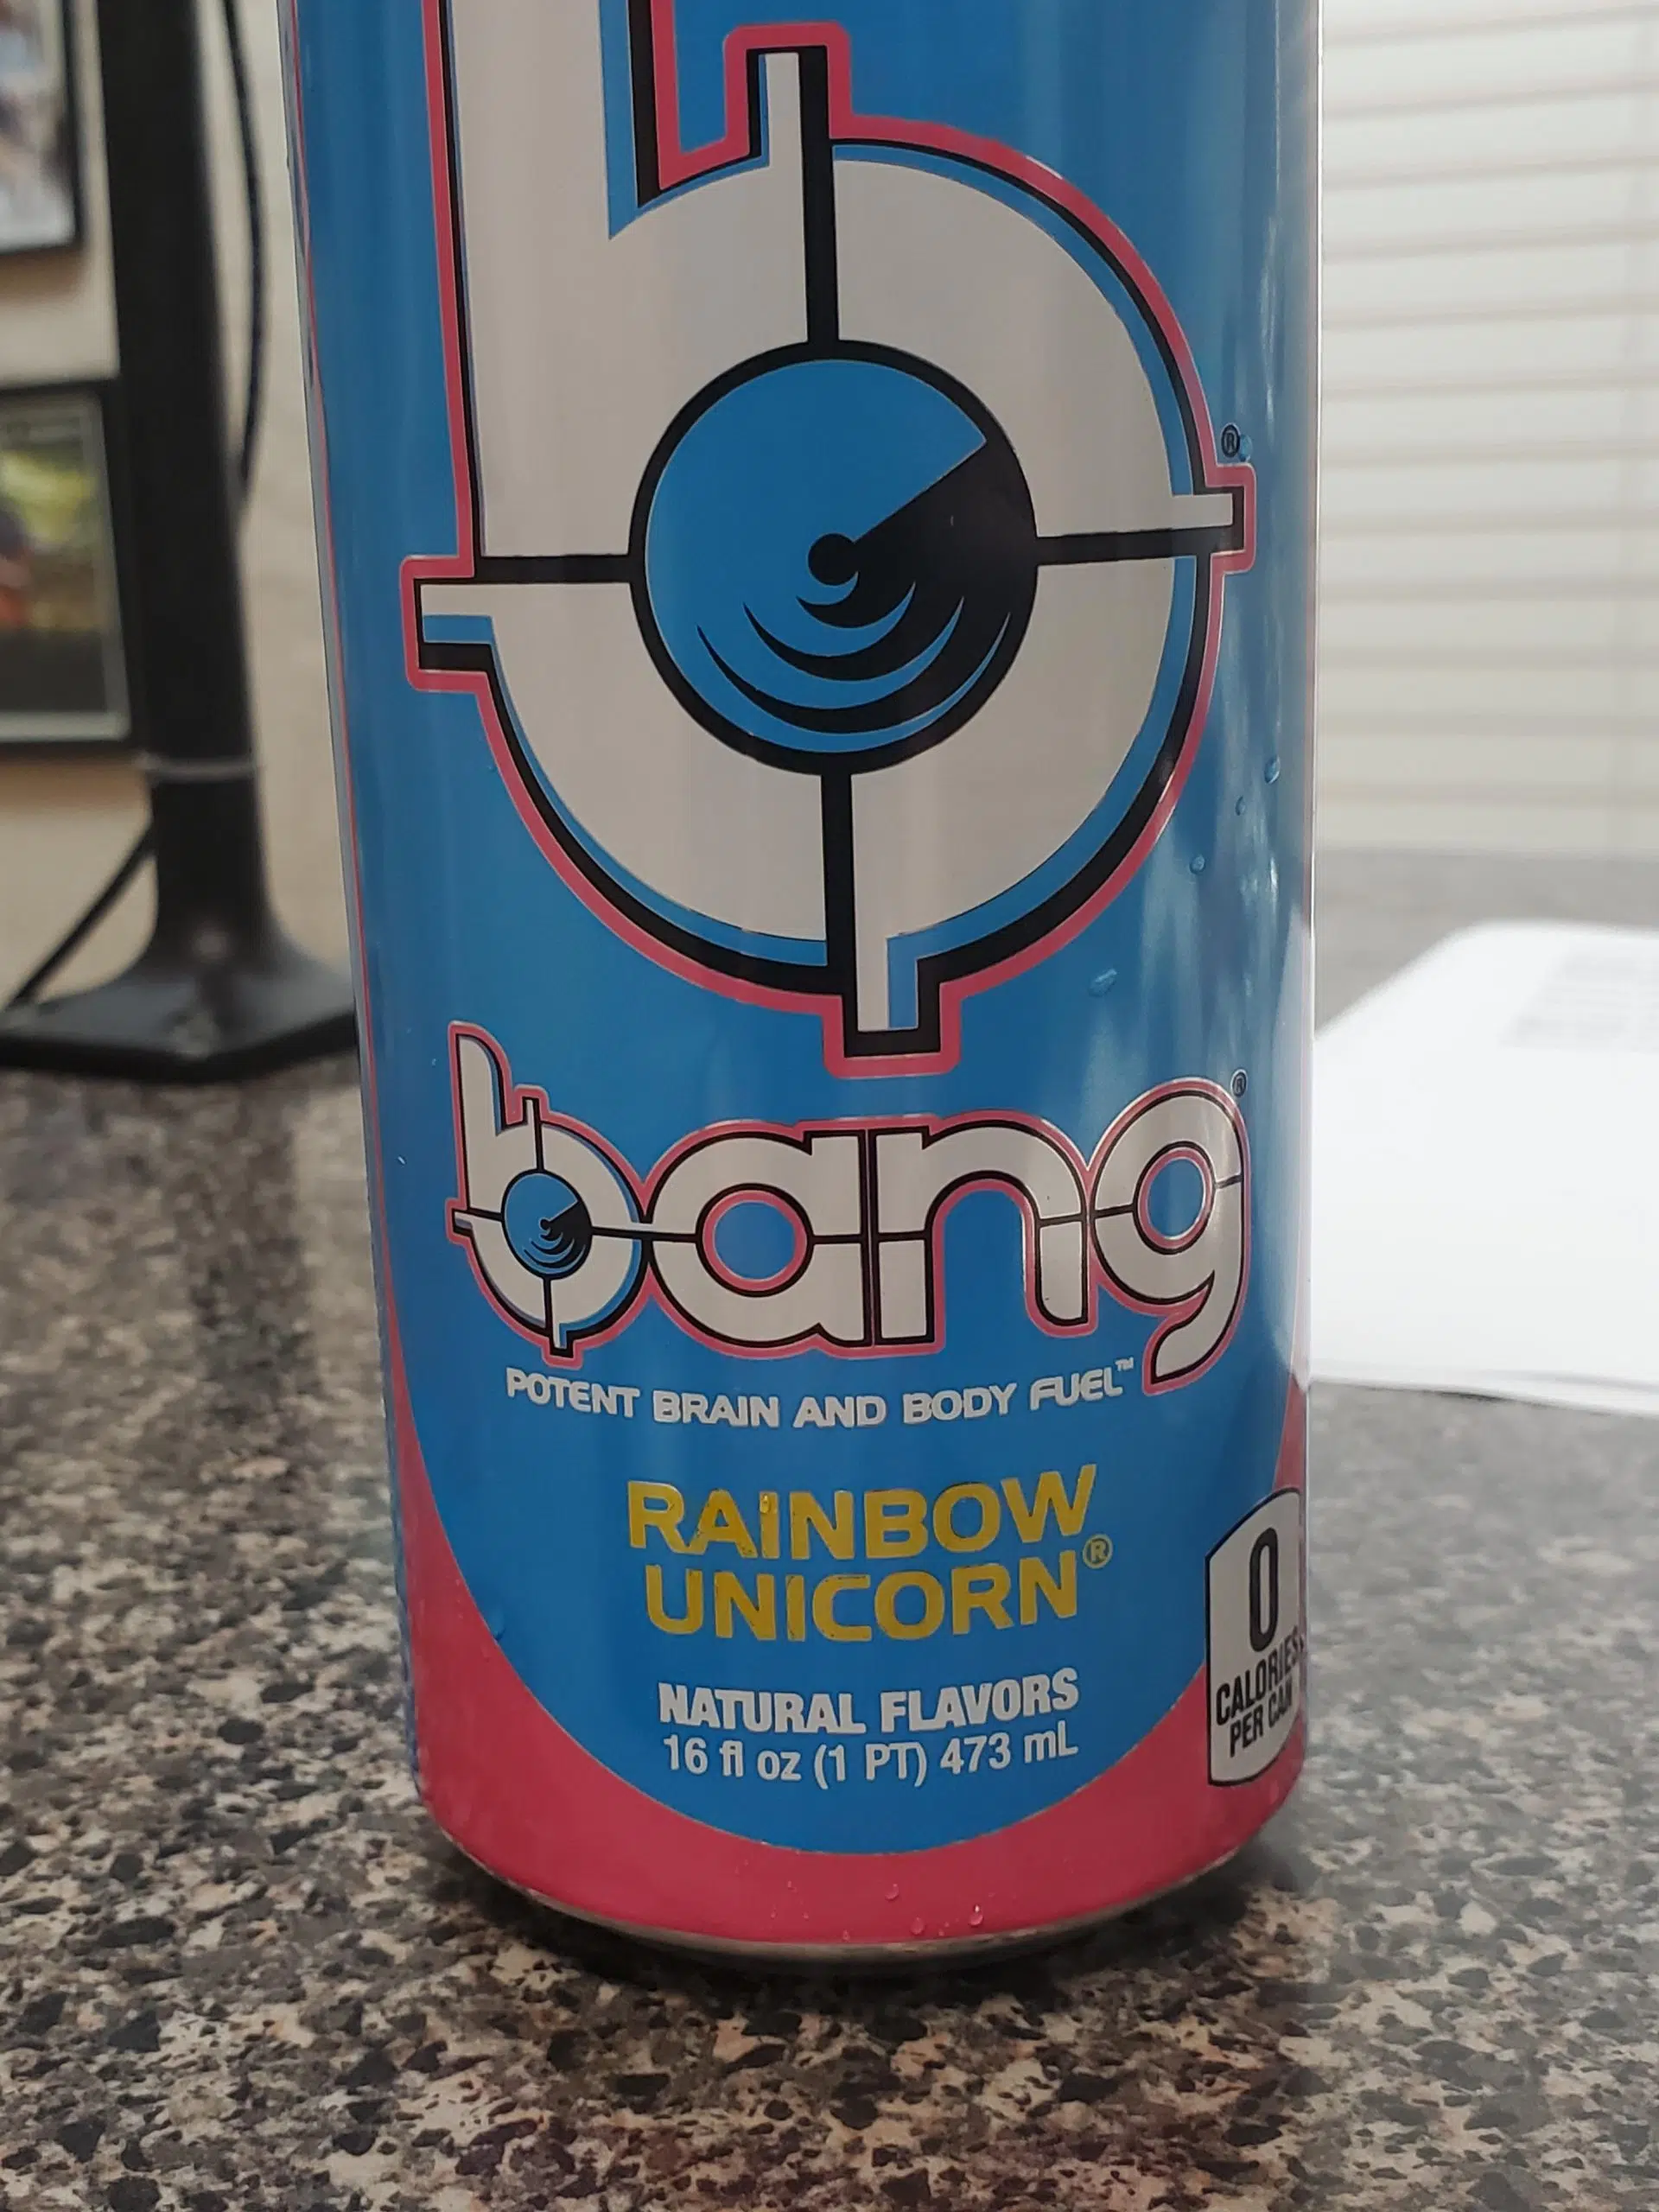 b®
bang®
POTENT BRAIN AND BODY FUEL™
RAINBOW
UNICORN®
NATURAL FLAVORS
16 fl oz (1 PT) 473 mL
0
CALORIES
PER CAN